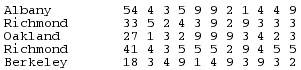 Albany 54 4 3 5 9 9 2 1 4 4 9
Richmond 33 5 2 4 3 9 2 9 3 3 3
Oakland 27 1 3 2 9 9 9 3 4 2 3
Richmond 41 4 3 5 5 5 2 9 4 5 5
Berkeley 18 3 4 9 1 4 9 3 9 3 2